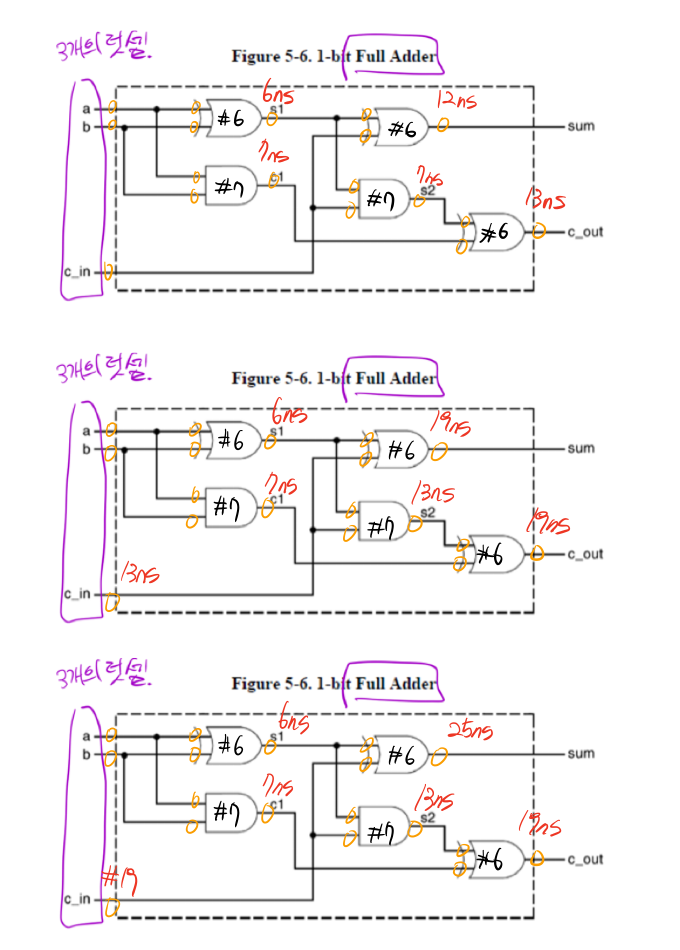 3개의 덧셈!
Figure 5-6. 1-bit Full Adder
6ns
12ns
a
s1
#6
#6
b
sum
7ns
7ns
c1
s2
13ns
#7
#7
#6
c_out
c_in
3개의 덧셈!
Figure 5-6. 1-bit Full Adder
6ns
19ns
a
s1
#6
#6
b
sum
7ns
13ns
c1
s2
19ns
#7
#7
#6
c_out
13ns
c_in
3개의 덧셈!
Figure 5-6. 1-bit Full Adder
6ns
25ns
a
s1
#6
#6
b
sum
7ns
13ns
c1
s2
19ns
#7
#7
#6
c_out
#19
c_in